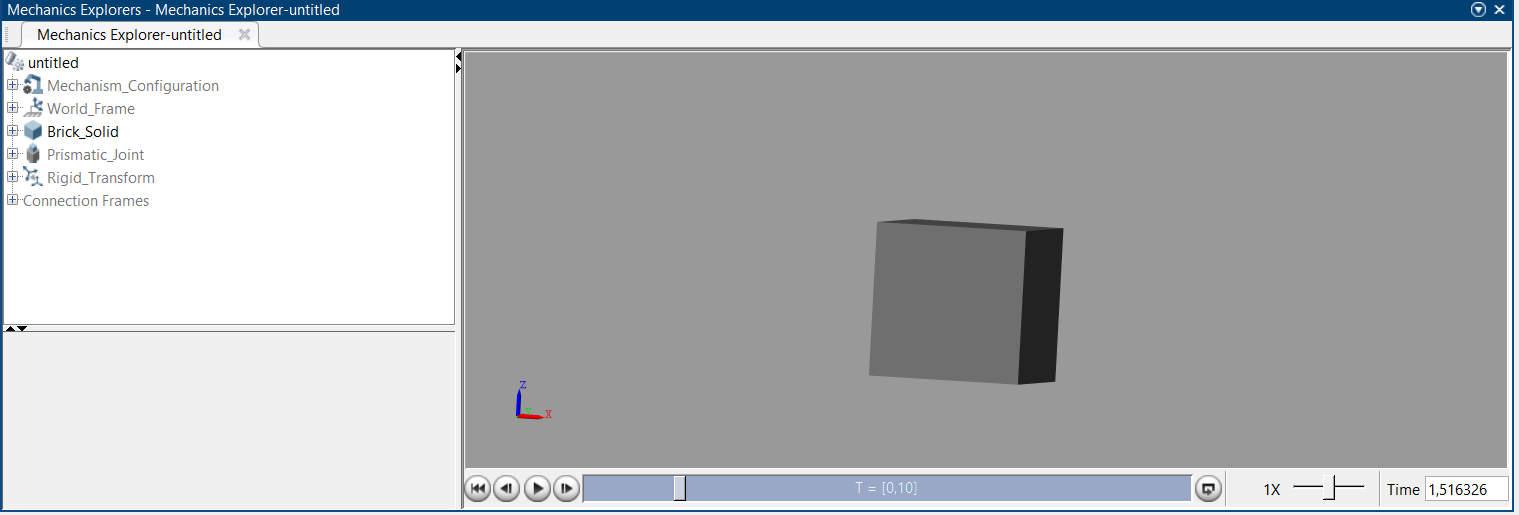 Mechanics Explorers - Mechanics Explorer-untitled
Mechanics Explorer-untitled
untitled
Mechanism_Configuration
World_Frame
Brick_Solid
Prismatic_Joint
Rigid_Transform
Connection Frames
Z
Y
X
T = [0,10]
1X
Time
1,516326